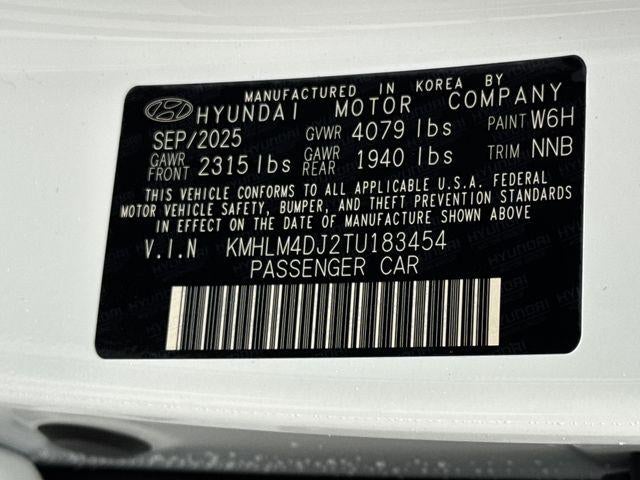 MANUFACTURED IN KOREA BY
HYUNDAI MOTOR COMPANY
SEP/2025 GVWR 4079 lbs PAINT W6H
GAWR FRONT 2315 lbs GAWR REAR 1940 lbs TRIM NNB
THIS VEHICLE CONFORMS TO ALL APPLICABLE U.S.A. FEDERAL
MOTOR VEHICLE SAFETY, BUMPER, AND THEFT PREVENTION STANDARDS
IN EFFECT ON THE DATE OF MANUFACTURE SHOWN ABOVE
V.I.N KMHLM4DJ2TU183454
PASSENGER CAR